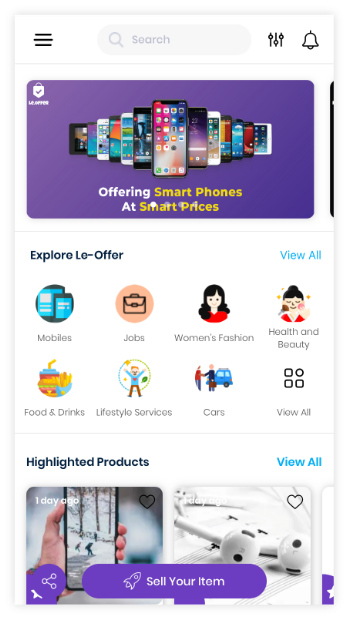 Search
LE-OFFER
Offering Smart Phones
At Smart Prices
Explore Le-Offer
View All
Mobiles
Jobs
Women's Fashion
Health and
Beauty
Food & Drinks
Lifestyle Services
Cars
View All
Highlighted Products
View All
1 day ago
day ago
Sell Your Item